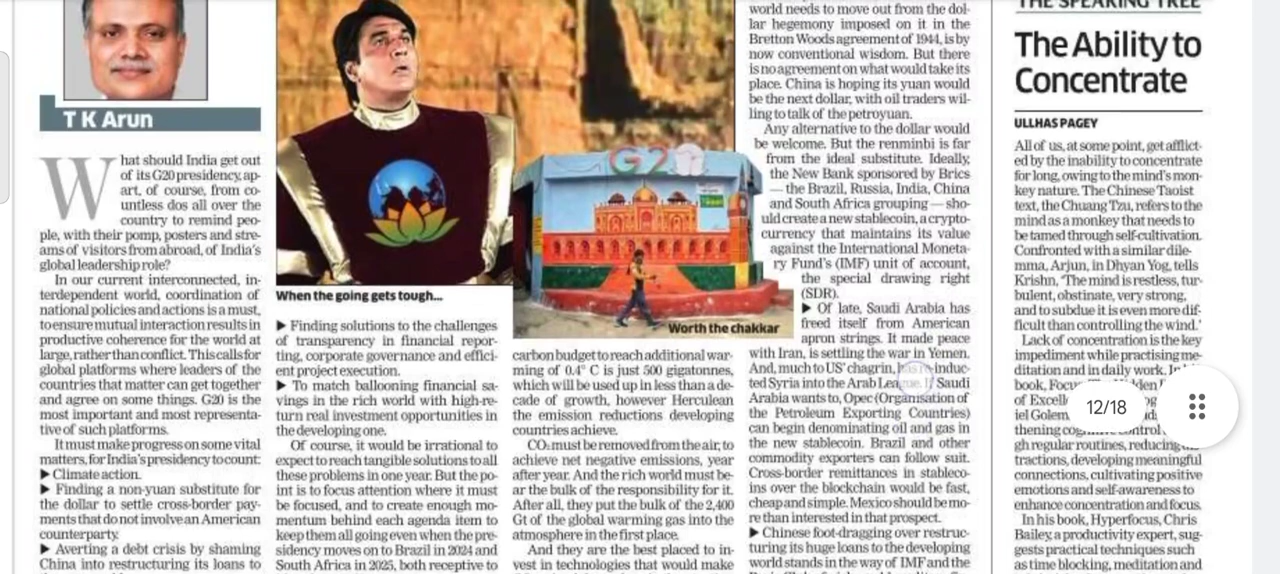 T K Arun
What should India get out
of its G20 presidency, ap-
art, of course, from co-
untless dos all over the
country to remind peo-
ple, with their pomp, posters and stre-
ams of visitors from abroad, of India's
global leadership role?
In our current interconnected, in-
terdependent world, coordination of
national policies and actions is a must,
to ensure mutual interaction results in
productive coherence for the world at
large, rather than conflict. This calls for
global platforms where leaders of the
countries that matter can get together
and agree on some things. G20 is the
most important and most representa-
tive of such platforms.
It must make progress on some vital
matters, for India's presidency to count:
▶ Climate action.
▶ Finding a non-yuan substitute for
the dollar to settle cross-border pay-
ments that do not involve an American
counterparty.
▶ Averting a debt crisis by shaming
China into restructuring its loans to
G20
When the going gets tough...
Worth the chakkar
▶ Finding solutions to the challenges
of transparency in financial repor-
ting, corporate governance and effici-
ent project execution.
▶ To match ballooning financial sa-
vings in the rich world with high-re-
turn real investment opportunities in
the developing one.
Of course, it would be irrational to
expect to reach tangible solutions to all
these problems in one year. But the po-
int is to focus attention where it must
be focused, and to create enough mo-
mentum behind each agenda item to
keep them all going even when the pre-
sidency moves on to Brazil in 2024 and
South Africa in 2025, both receptive to
carbon budget to reach additional war-
ming of 0.4° C is just 500 gigatonnes,
which will be used up in less than a de-
cade of growth, however Herculean
the emission reductions developing
countries achieve.
CO₂ must be removed from the air, to
achieve net negative emissions, year
after year. And the rich world must be-
ar the bulk of the responsibility for it.
After all, they put the bulk of the 2,400
Gt of the global warming gas into the
atmosphere in the first place.
And they are the best placed to in-
vest in technologies that would make
world needs to move out from the dol-
lar hegemony imposed on it in the
Bretton Woods agreement of 1944, is by
now conventional wisdom. But there
is no agreement on what would take its
place. China is hoping its yuan would
be the next dollar, with oil traders wil-
ling to talk of the petroyuan.
Any alternative to the dollar would
be welcome. But the renminbi is far
from the ideal substitute. Ideally,
the New Bank sponsored by Brics
— the Brazil, Russia, India, China
and South Africa grouping — sho-
uld create a new stablecoin, a crypto-
currency that maintains its value
against the International Moneta-
ry Fund's (IMF) unit of account,
the special drawing right
(SDR).
▶ Of late, Saudi Arabia has
freed itself from American
apron strings. It made peace
with Iran, is settling the war in Yemen.
And, much to US' chagrin, has re-induc-
ted Syria into the Arab League. If Saudi
Arabia wants to, Opec (Organisation of
the Petroleum Exporting Countries)
can begin denominating oil and gas in
the new stablecoin. Brazil and other
commodity exporters can follow suit.
Cross-border remittances in stableco-
ins over the blockchain would be fast,
cheap and simple. Mexico should be mo-
re than interested in that prospect.
▶ Chinese foot-dragging over restruc-
turing its huge loans to the developing
world stands in the way of IMF and the
THE SPEAKING TREE
The Ability to
Concentrate
ULLHAS PAGEY
All of us, at some point, get afflict-
ed by the inability to concentrate
for long, owing to the mind's mon-
key nature. The Chinese Taoist
text, the Chuang Tzu, refers to the
mind as a monkey that needs to
be tamed through self-cultivation.
Confronted with a similar dile-
mma, Arjun, in Dhyan Yog, tells
Krishn, 'The mind is restless, tur-
bulent, obstinate, very strong,
and to subdue it is even more dif-
ficult than controlling the wind.'
Lack of concentration is the key
impediment while practising me-
ditation and in daily work. In
book, Focus:
of Excelle
iel Golem
thening cognitive control
gh regular routines, reducing
tractions, developing meaningful
connections, cultivating positive
emotions and self-awareness to
enhance concentration and focus.
In his book, Hyperfocus, Chris
Bailey, a productivity expert, sug-
gests practical techniques such
as time blocking, meditation and
12/18